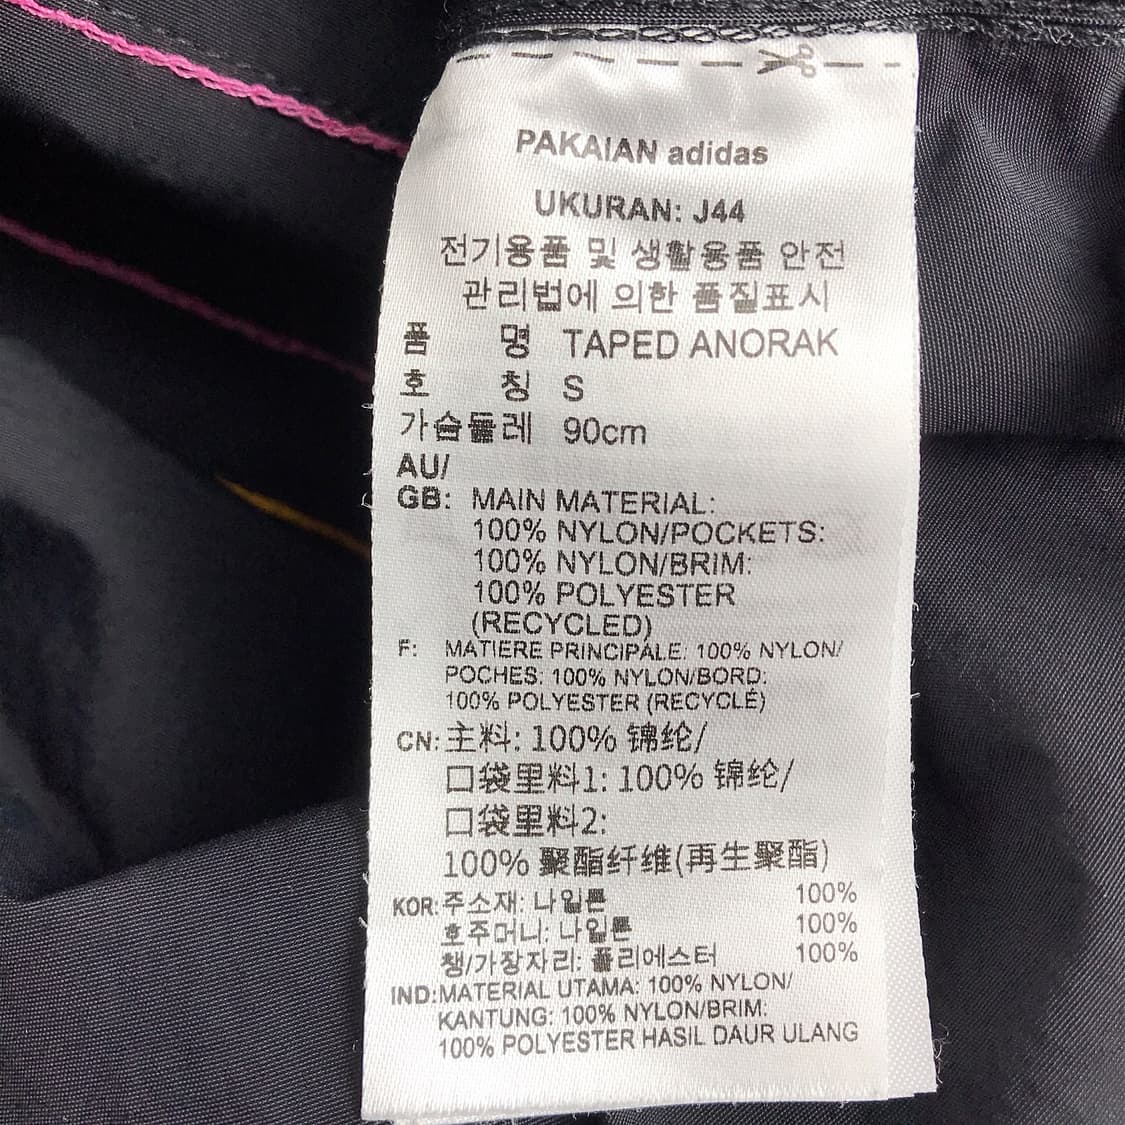 PAKAIAN adidas
UKURAN: J44
전기용품 및 생활용품 안전
관리법에 의한 품질표시
품 명 TAPED ANORAK
호 칭 S
가슴둘레 90cm
AU/
GB: MAIN MATERIAL:
100% NYLON/POCKETS:
100% NYLON/BRIM:
100% POLYESTER
(RECYCLED)
F: MATIERE PRINCIPALE: 100% NYLON/
POCHES: 100% NYLON/BORD:
100% POLYESTER (RECYCLÉ)
CN: 主料: 100% 锦纶/
口袋里料1: 100% 锦纶/
口袋里料2:
100% 聚酯纤维(再生聚酯)
KOR: 주소재: 나일론 100%
호주머니: 나일론 100%
챙/가장자리: 폴리에스터 100%
IND: MATERIAL UTAMA: 100% NYLON/
KANTUNG: 100% NYLON/BRIM:
100% POLYESTER HASIL DAUR ULANG